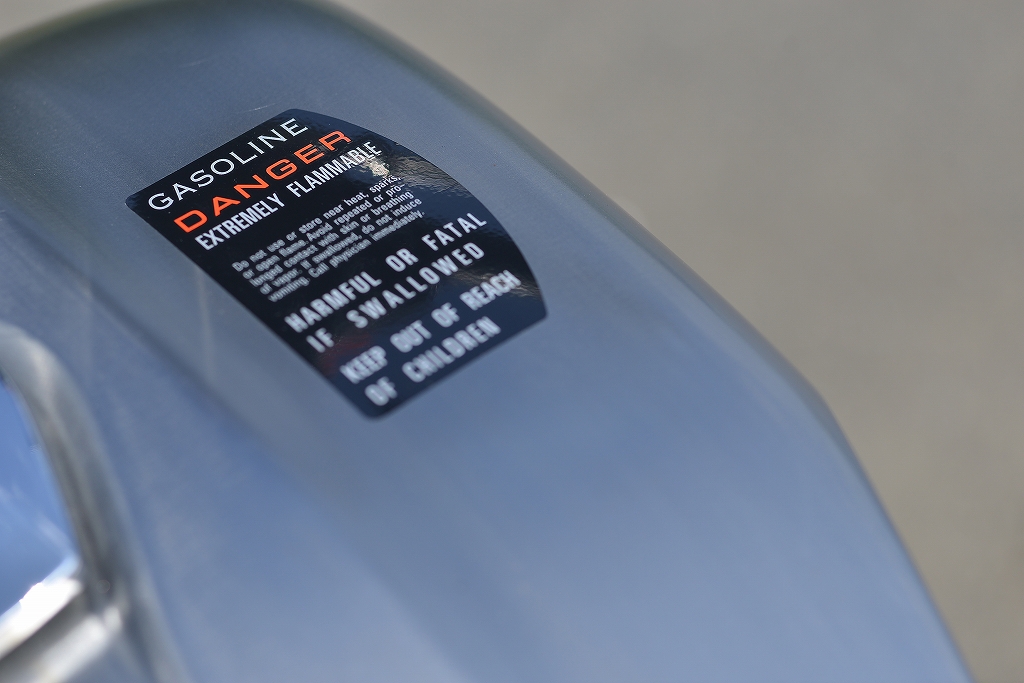 GASOLINE
DANGER
EXTREMELY FLAMMABLE
Do not use or store near heat, sparks,
or open flame. Avoid repeated or pro-
longed contact with skin or breathing
of vapor. If swallowed, do not induce
vomiting. Call physician immediately.
HARMFUL OR FATAL
IF SWALLOWED
KEEP OUT OF REACH
OF CHILDREN